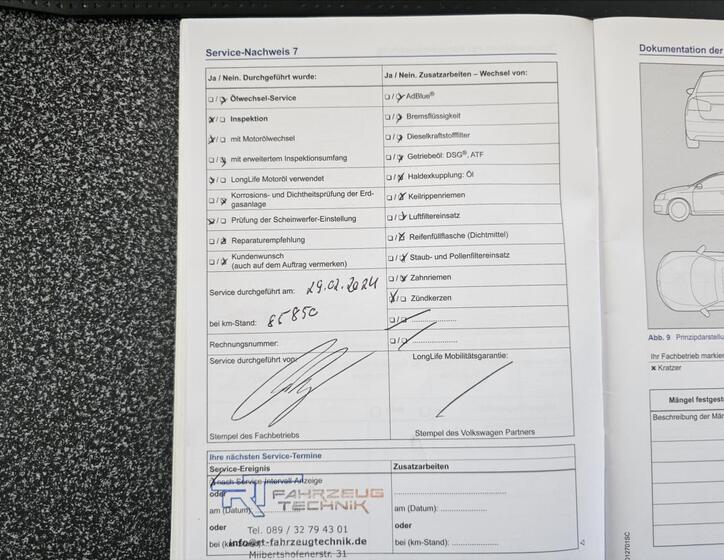 Service-Nachweis 7
Ja / Nein. Durchgeführt wurde:
Ölwechsel-Service
Inspektion
mit Motorölwechsel
mit erweitertem Inspektionsumfang
LongLife Motoröl verwendet
Korrosions- und Dichtheitsprüfung der Erd-
gasanlage
Prüfung der Scheinwerfer-Einstellung
Reparaturempfehlung
Kundenwunsch
(auch auf dem Auftrag vermerken)
Service durchgeführt am: 29.02.2024
bei km-Stand: 85850
Rechnungsnummer:
Service durchgeführt von:
Stempel des Fachbetriebs
Ja / Nein. Zusatzarbeiten – Wechsel von:
AdBlue®
Bremsflüssigkeit
Dieselkraftstofffilter
Getriebeöl: DSG®, ATF
Haldexkupplung: Öl
Keilrippenriemen
Luftfiltereinsatz
Reifenfüllflasche (Dichtmittel)
Staub- und Pollenfiltereinsatz
Zahnriemen
Zündkerzen
LongLife Mobilitätsgarantie:
Stempel des Volkswagen Partners
Ihre nächsten Service-Termine
Service-Ereignis
nach Service Intervall-Anzeige
oder
am (Datum)
oder
bei
Zusatzarbeiten
am (Datum):
oder
bei (km-Stand):
FAHRZEUG
TECHNIK
Tel. 089 / 32 79 43 01
info@rt-fahrzeugtechnik.de
Milbertshofenerstr. 31
Dokumentation der
Abb. 9 Prinzipdarstellu
Ihr Fachbetrieb markier
× Kratzer
Mängel festgest
Beschreibung der Män